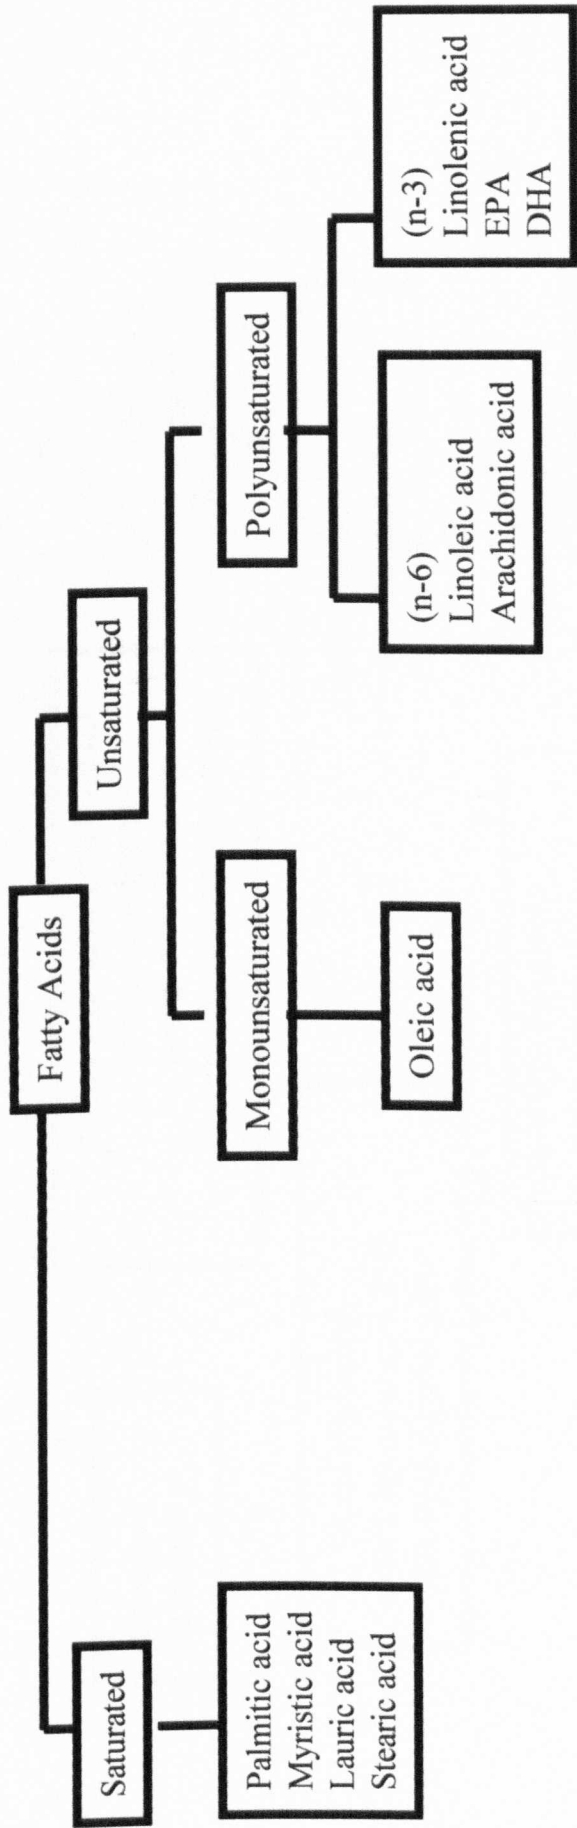 Fatty Acids
Saturated
Unsaturated
Palmitic acid
Myristic acid
Lauric acid
Stearic acid
Monounsaturated
Polyunsaturated
Oleic acid
(n-6)
Linoleic acid
Arachidonic acid
(n-3)
Linolenic acid
EPA
DHA